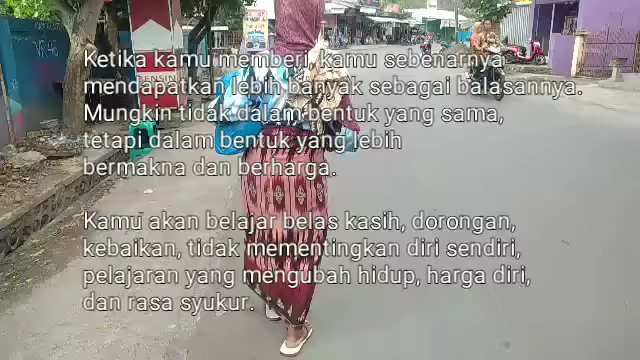 BENSIN
Ketika kamu memberi, kamu sebenarnya
mendapatkan lebih banyak sebagai balasannya.
Mungkin tidak dalam bentuk yang sama,
tetapi dalam bentuk yang lebih
bermakna dan berharga.
Kamu akan belajar belas kasih, dorongan,
kebaikan, tidak mementingkan diri sendiri,
pelajaran yang mengubah hidup, harga diri,
dan rasa syukur.